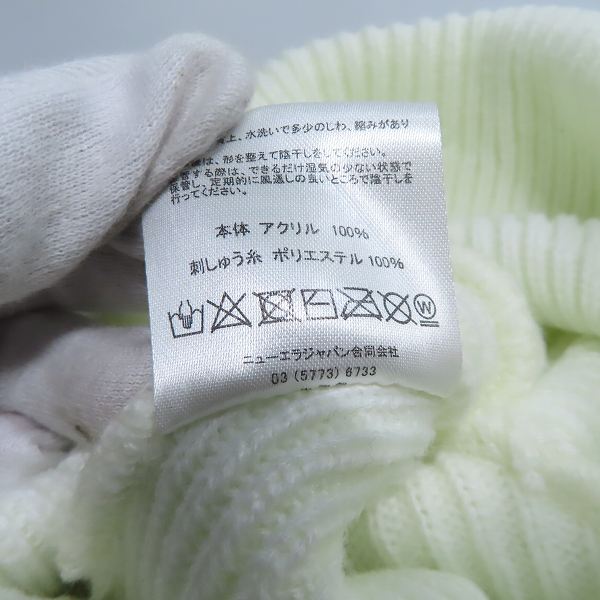 上、水洗いで多少のしわ、縮みがあり
は、形を整えて陰干しをしてください。
する際は、できるだけ湿気の少ない状態で
保管し、定期的に風通しの良いところで陰干しを
行ってください。
本体 アクリル 100%
刺しゅう糸 ポリエステル 100%
W
ニューエラジャパン合同会社
03 (5773) 6733